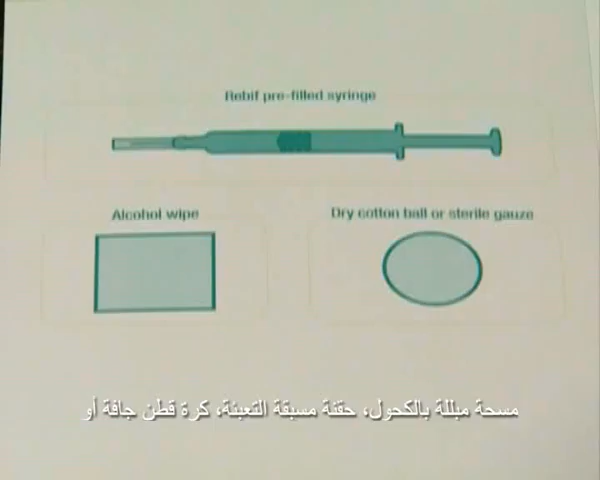 Rebif pre-filled syringe
Alcohol wipe
Dry cotton ball or sterile gauze
مسحة مبللة بالكحول، حقنة مسبقة التعبئة، كرة قطن جافة أو